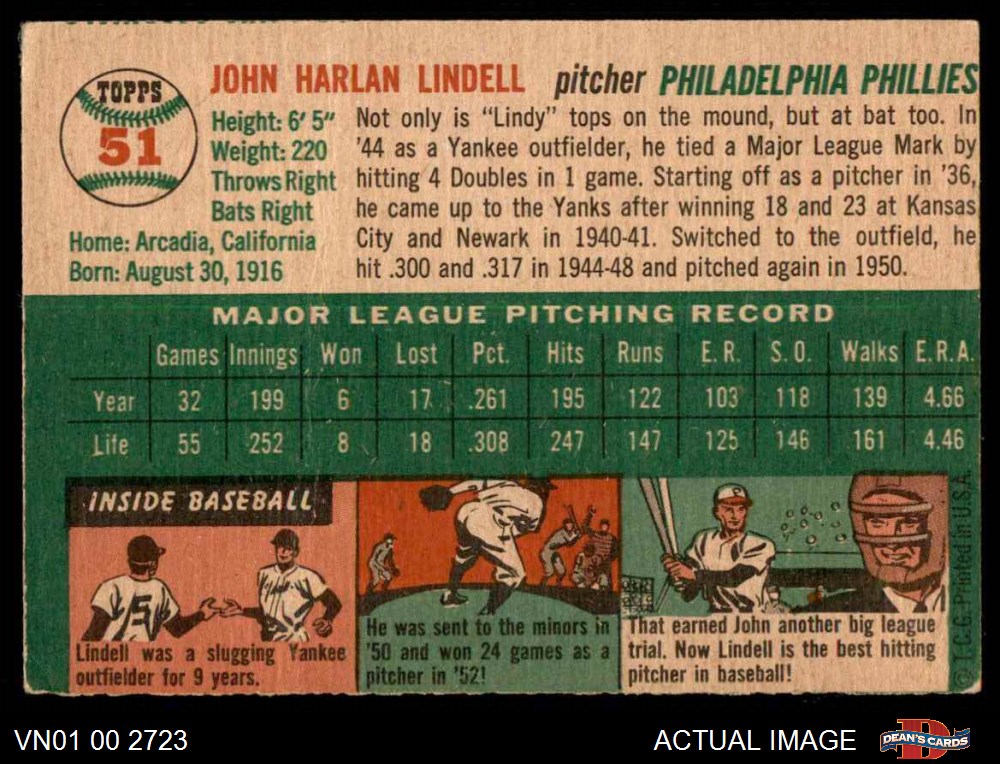 TOPPS
51
JOHN HARLAN LINDELL pitcher PHILADELPHIA PHILLIES
Height: 6' 5"
Weight: 220
Throws Right
Bats Right
Home: Arcadia, California
Born: August 30, 1916
Not only is "Lindy" tops on the mound, but at bat too. In
'44 as a Yankee outfielder, he tied a Major League Mark by
hitting 4 Doubles in 1 game. Starting off as a pitcher in '36,
he came up to the Yanks after winning 18 and 23 at Kansas
City and Newark in 1940-41. Switched to the outfield, he
hit .300 and .317 in 1944-48 and pitched again in 1950.
MAJOR LEAGUE PITCHING RECORD
Games Innings Won Lost Pct. Hits Runs E.R. S.O. Walks E.R.A.
Year 32 199 6 17 .261 195 122 103 118 139 4.66
Life 55 252 8 18 .308 247 147 125 146 161 4.46
INSIDE BASEBALL
5
Lindell was a slugging Yankee
outfielder for 9 years.
He was sent to the minors in
'50 and won 24 games as a
pitcher in '52!
That earned John another big league
trial. Now Lindell is the best hitting
pitcher in baseball!
© T.C.G. Printed in U.S.A.
VN01 00 2723
ACTUAL IMAGE
DEAN'S CARDS